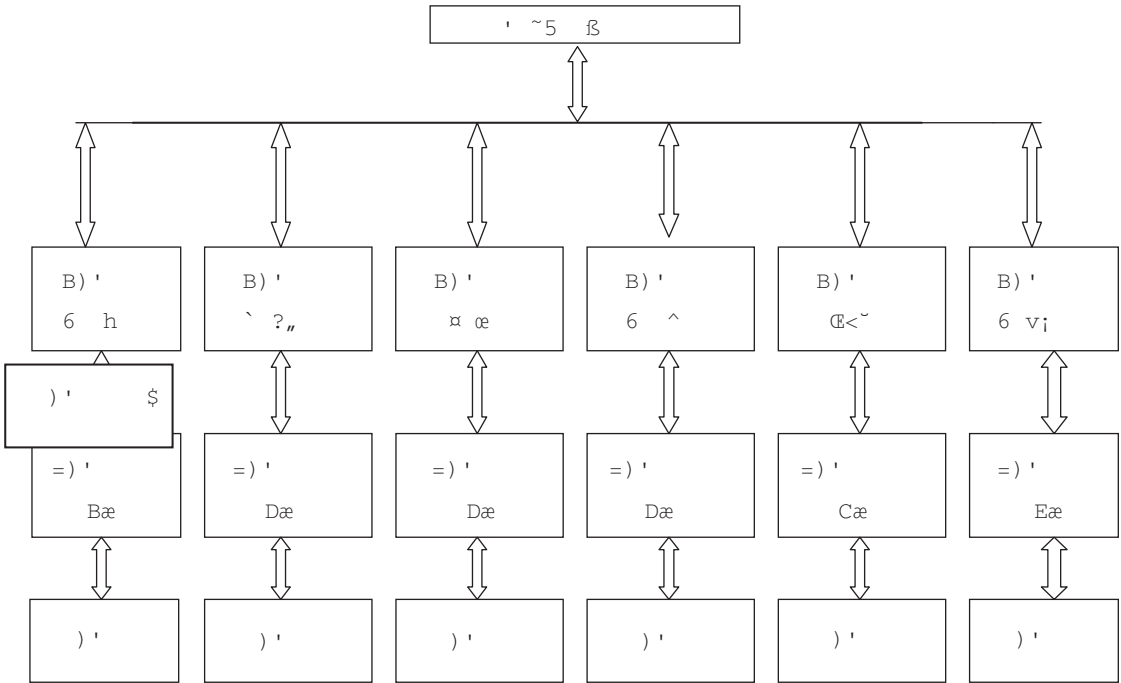 ' ˜5 ß
B)'
6 h
B)'
` ?„
B)'
¤ œ
B)'
6 ^
B)'
Œ<˘
B)'
6 v¡
)' $
=)'
Bæ
=)'
Dæ
=)'
Dæ
=)'
Dæ
=)'
Cæ
=)'
Eæ
)'
)'
)'
)'
)'
)'